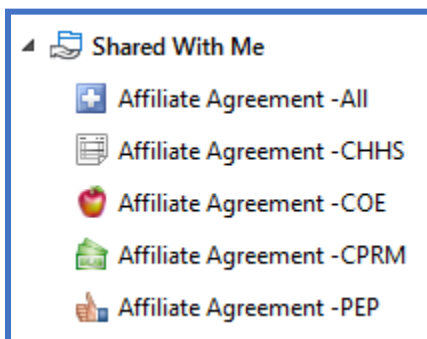 Shared With Me
Affiliate Agreement -All
Affiliate Agreement -CHHS
Affiliate Agreement -COE
Affiliate Agreement -CPRM
Affiliate Agreement -PEP